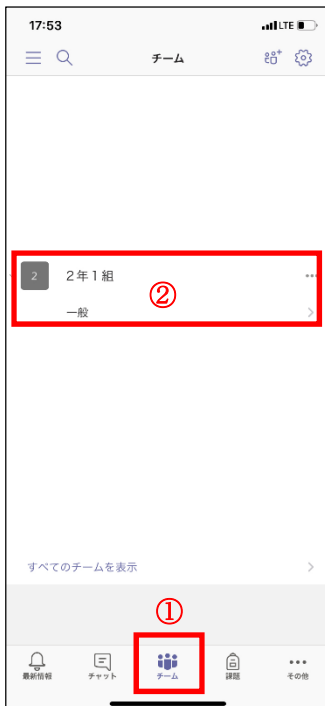 17:53 LTE
チーム
2 2年1組
②
一般
すべてのチームを表示
①
最新情報 チャット チーム 課題 その他